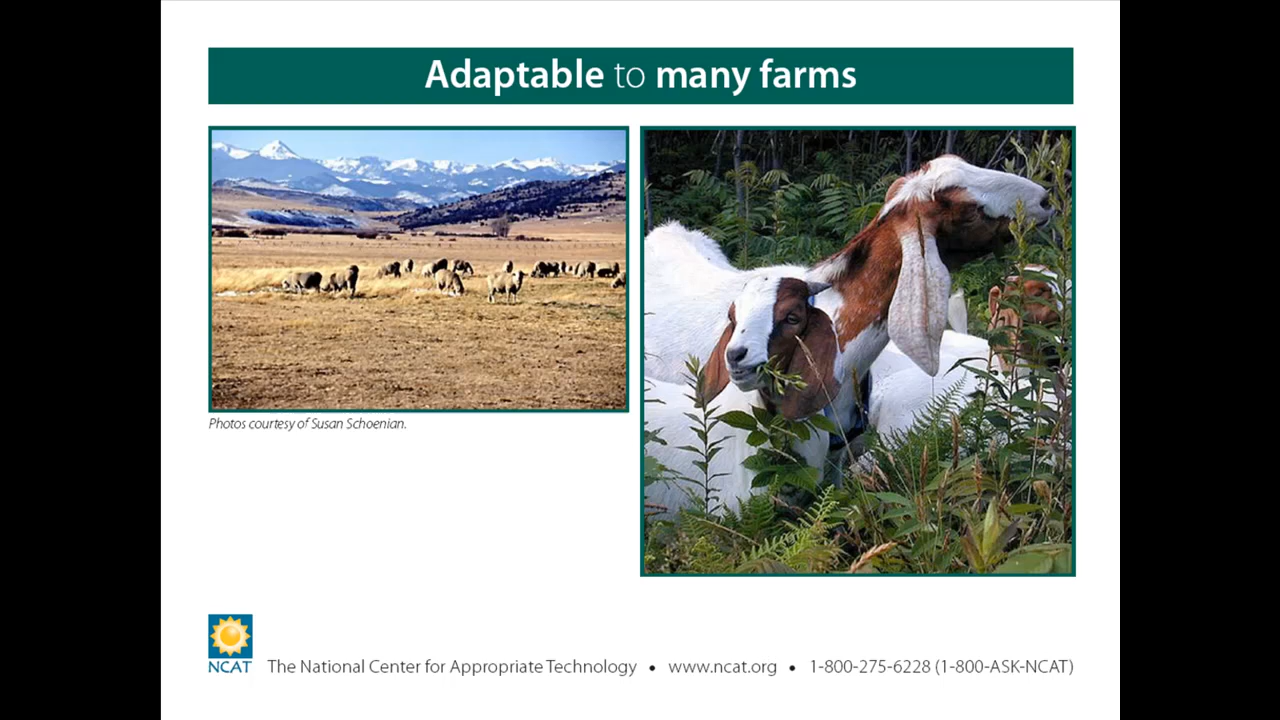 Adaptable to many farms
Photos courtesy of Susan Schoenian.
NCAT
The National Center for Appropriate Technology • www.ncat.org • 1-800-275-6228 (1-800-ASK-NCAT)